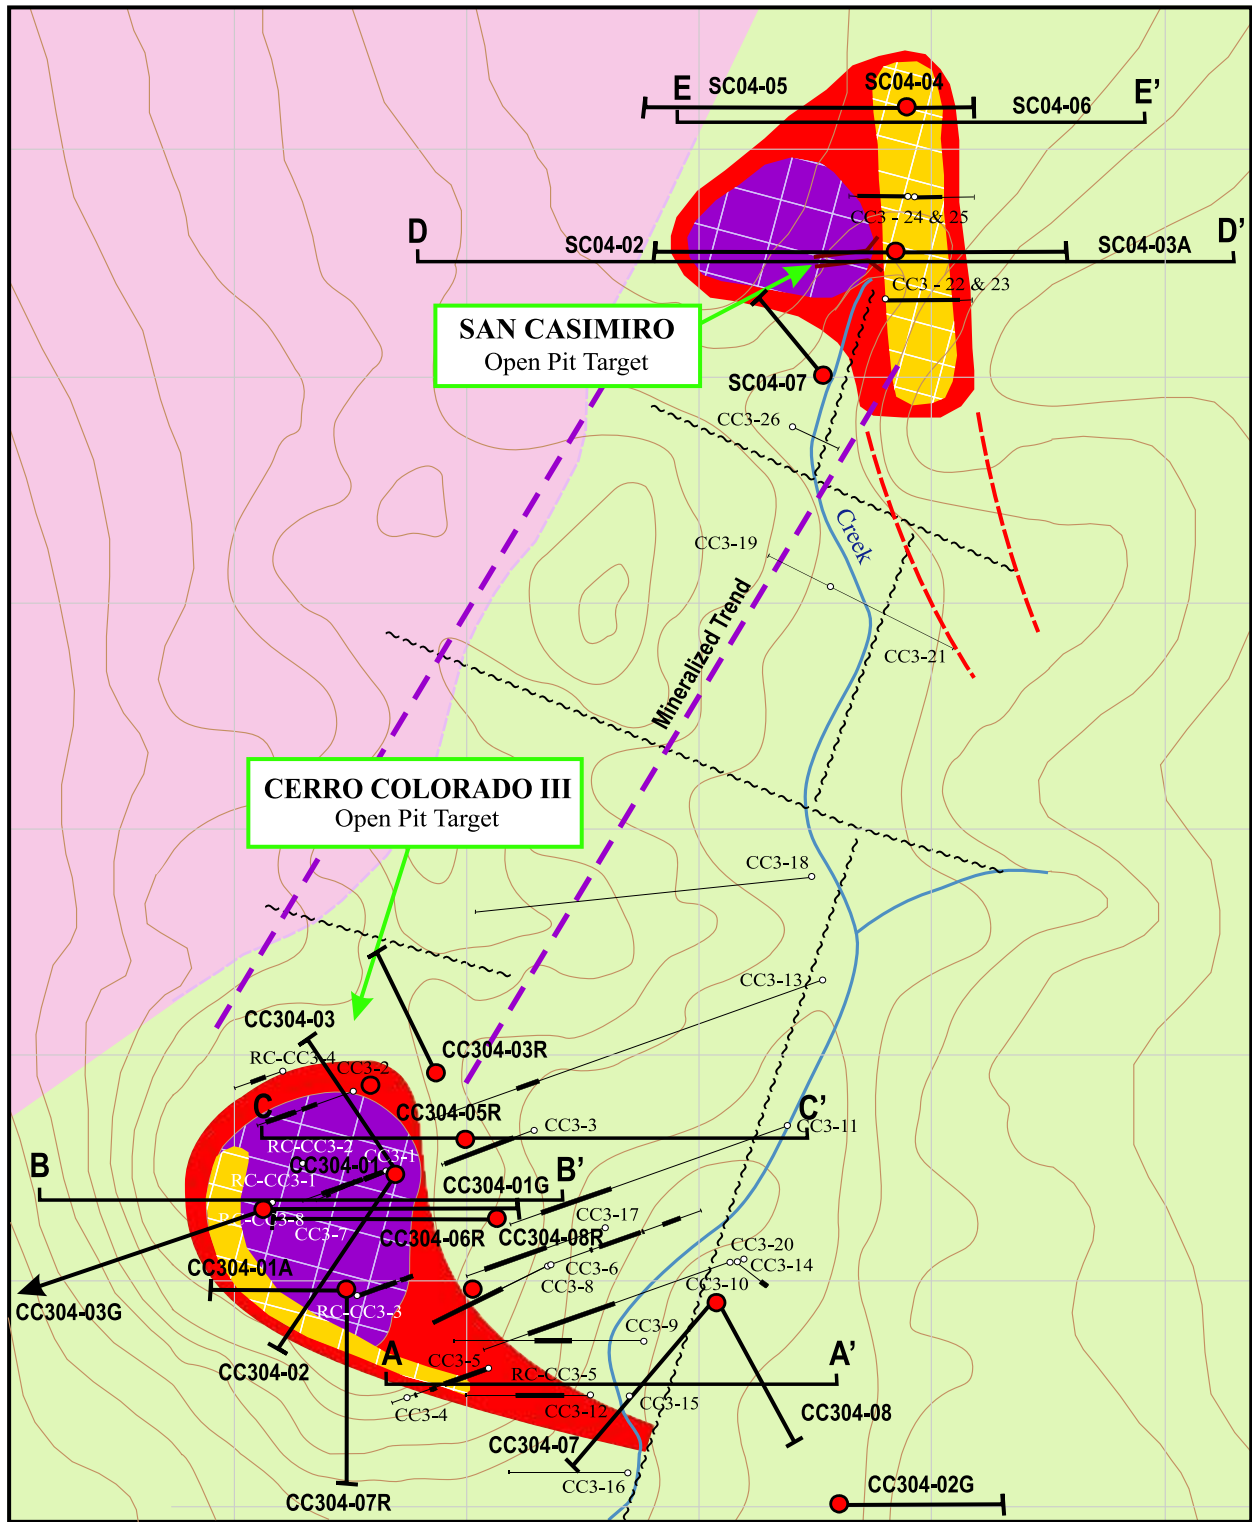 SC04-05
SC04-04
E
SC04-06
E’
CC3 - 24 & 25
D
SC04-02
SC04-03A
D’
CC3 - 22 & 23
SAN CASIMIRO
Open Pit Target
SC04-07
CC3-26
Creek
CC3-19
Mineralized Trend
CC3-21
CERRO COLORADO III
Open Pit Target
CC3-18
CC3-13
CC304-03
RC-CC3-4
CC304-03R
CC3-2
CC304-05R
C
C’
CC3-11
CC3-3
RC-CC3-2
CC3-1
CC304-01
B
B’
RC-CC3-1
CC304-01G
RC-CC3-8
CC3-7
CC304-06R
CC304-08R
CC3-17
CC3-6
CC3-8
CC3-20
CC3-14
CC3-10
CC304-01A
CC304-03G
RC-CC3-3
CC3-9
CC304-02
A
CC3-5
RC-CC3-5
A’
CC3-4
CC3-12
CC3-15
CC304-08
CC304-07
CC3-16
CC304-07R
CC304-02G